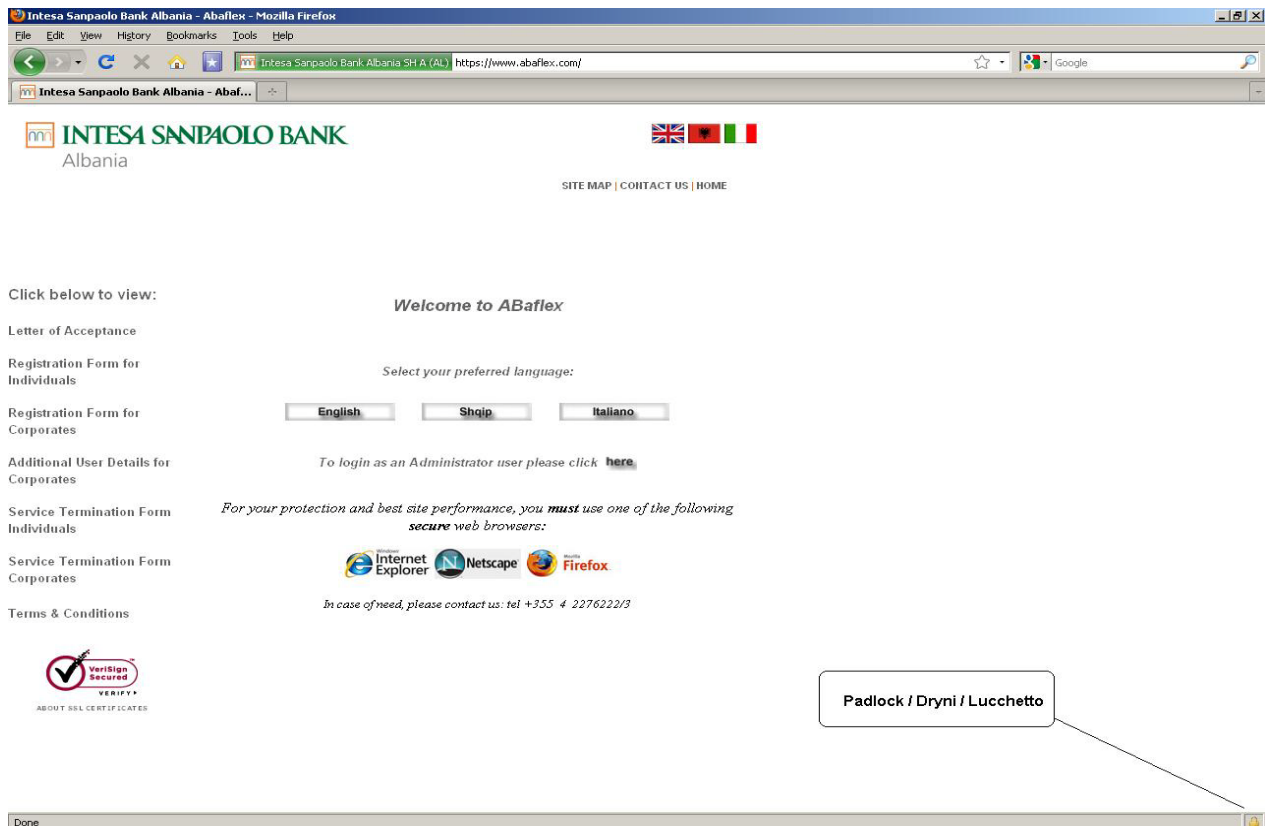 Intesa Sanpaolo Bank Albania - Abaflex - Mozilla Firefox
File Edit View History Bookmarks Tools Help
Intesa Sanpaolo Bank Albania SH A (AL) https://www.abaflex.com/
Google
Intesa Sanpaolo Bank Albania - Abaf...
INTESA SANPAOLO BANK
Albania
SITE MAP | CONTACT US | HOME
Click below to view:
Letter of Acceptance
Registration Form for
Individuals
Registration Form for
Corporates
Additional User Details for
Corporates
Service Termination Form
Individuals
Service Termination Form
Corporates
Terms & Conditions
VeriSign
Secured
VERIFY
ABOUT SSL CERTIFICATES
Welcome to ABaflex
Select your preferred language:
English Shqip Italiano
To login as an Administrator user please click here
For your protection and best site performance, you must use one of the following
secure web browsers:
Windows
Internet
Explorer
Netscape
Mozilla
Firefox
In case of need, please contact us: tel +355 4 2276222/3
Padlock / Dryni / Lucchetto
Done